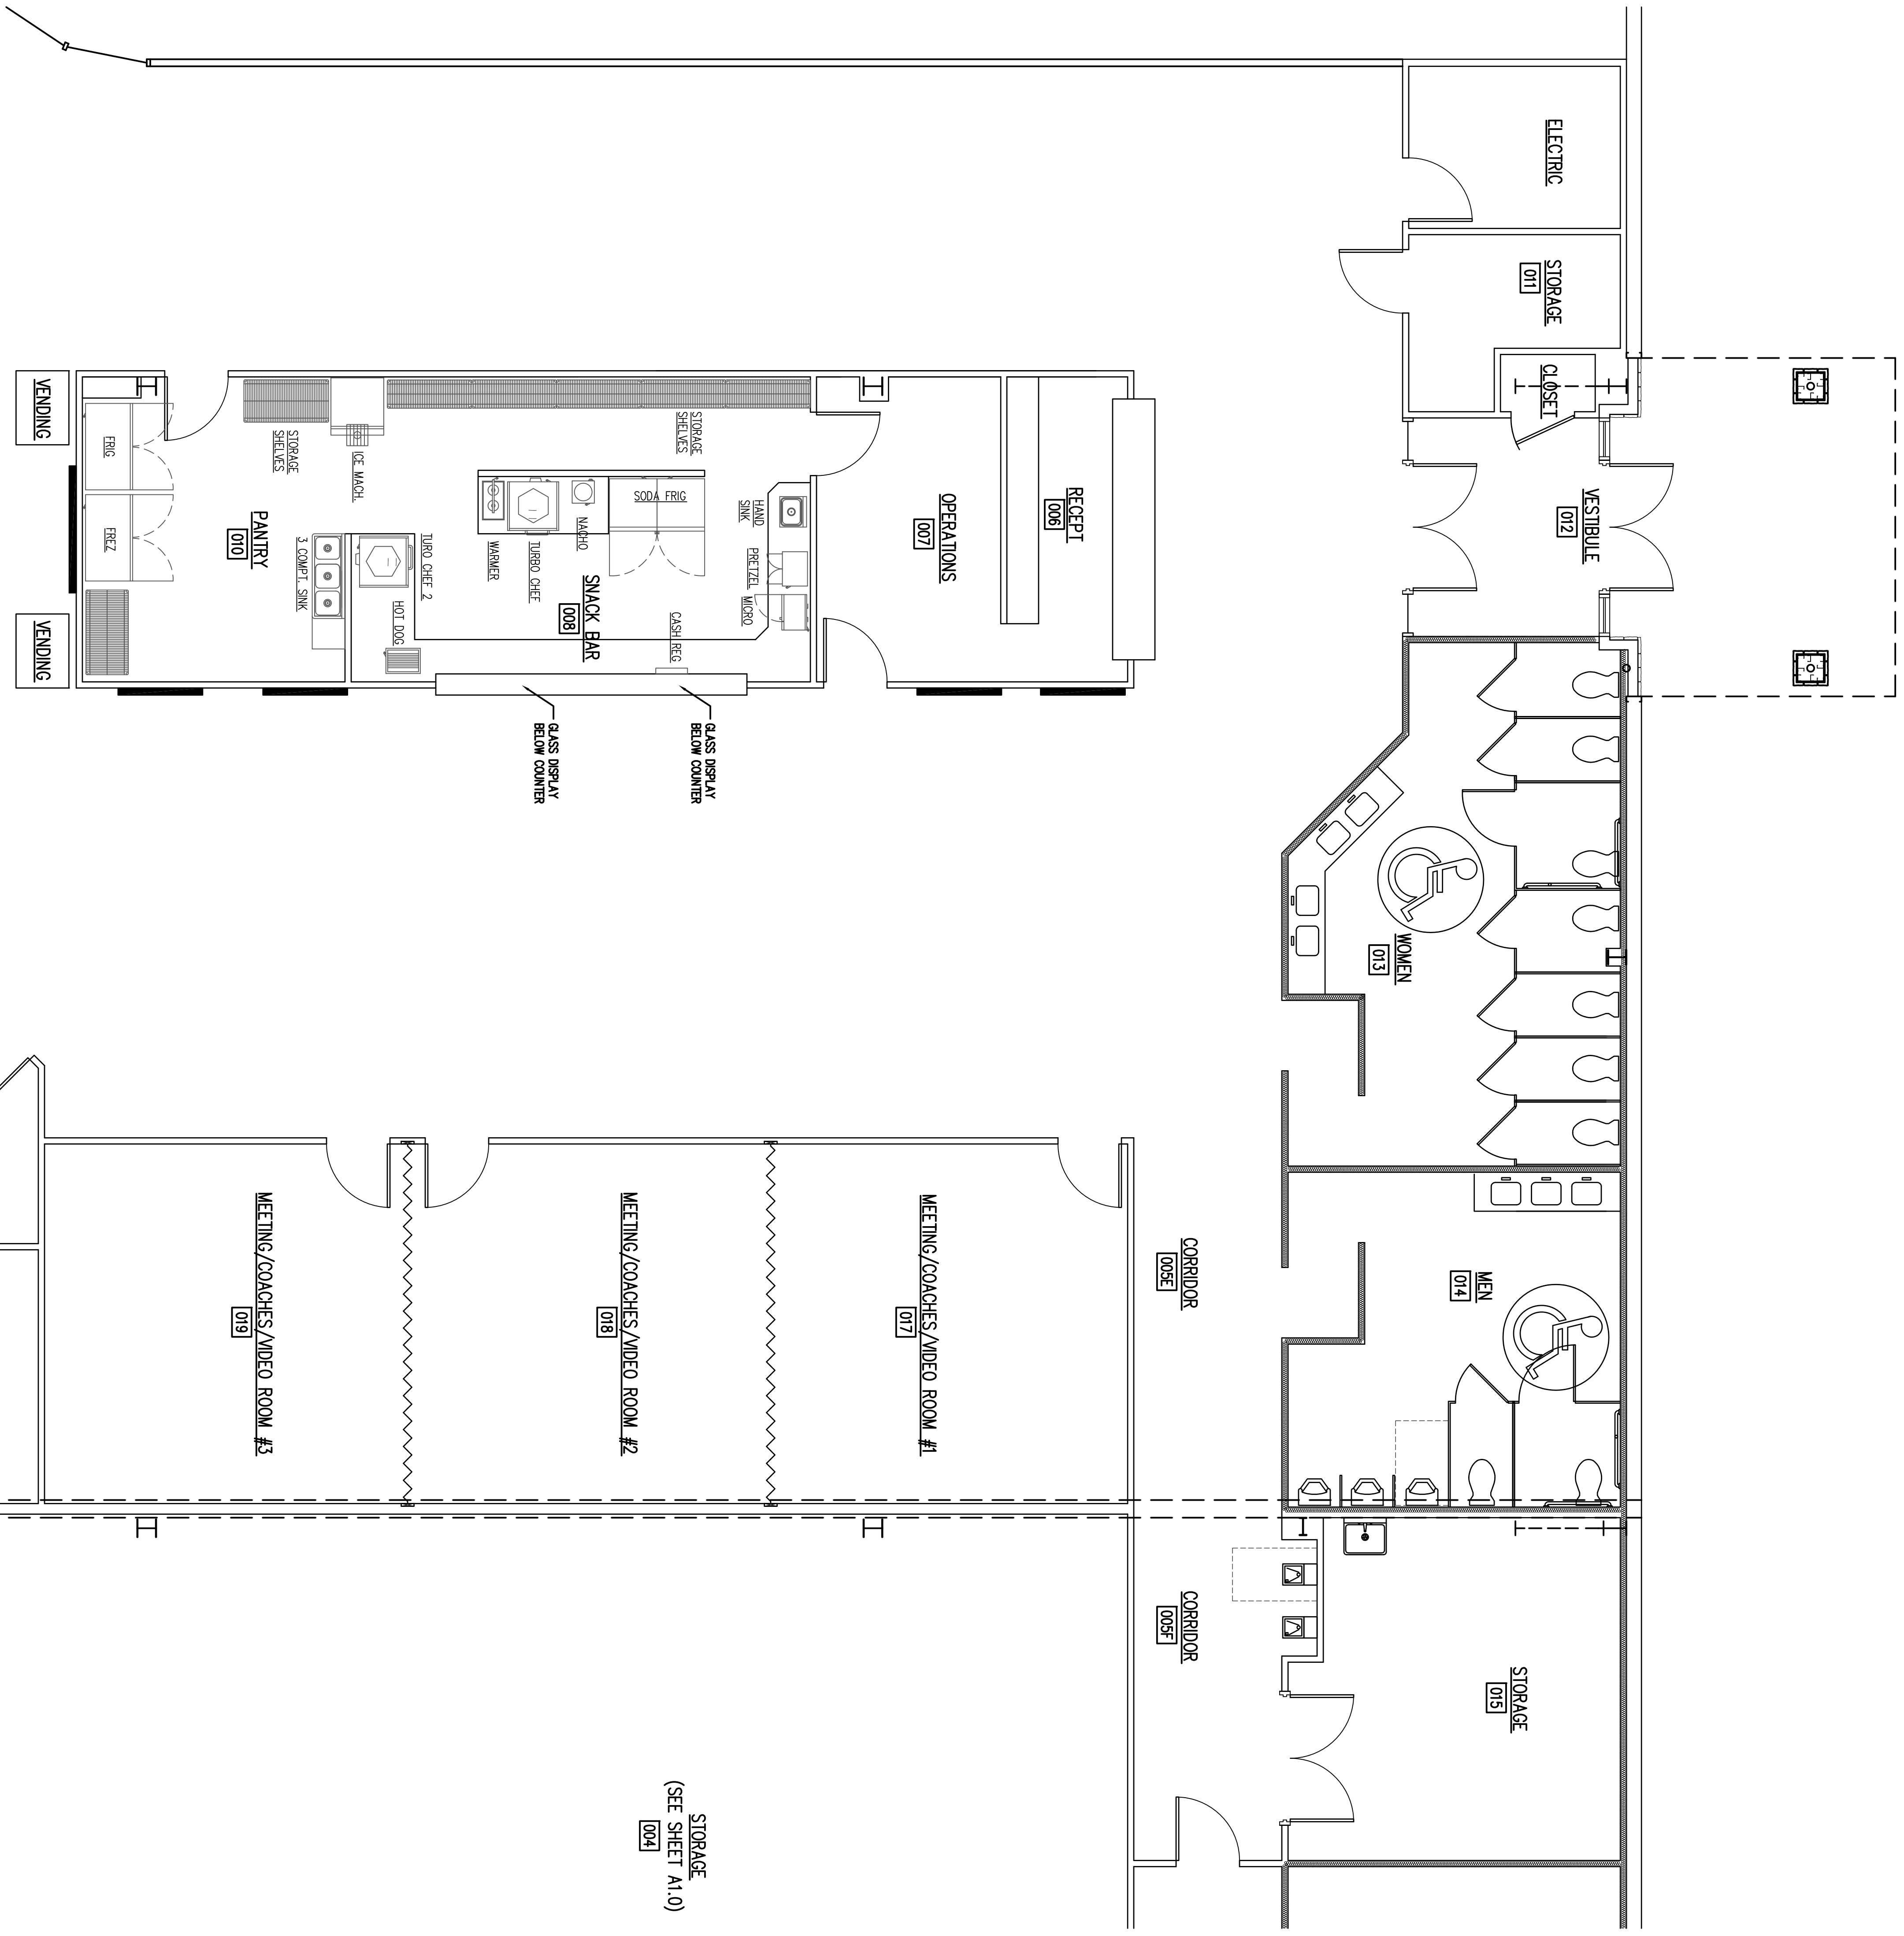 ELECTRIC
STORAGE
011
CLOSET
VESTIBULE
012
WOMEN
013
MEN
014
STORAGE
015
RECEPT
006
OPERATIONS
007
CORRIDOR
005E
CORRIDOR
005F
STORAGE
SHELVES
SODA FRIG
HAND
SINK
PRETZEL
MICRO
CASH REG
NACHO
TURBO CHEF
WARMER
SNACK BAR
008
TURO CHEF 2
HOT DOG
ICE MACH.
STORAGE
SHELVES
3 COMPT. SINK
PANTRY
010
FRIG
FREZ
VENDING
VENDING
GLASS DISPLAY
BELOW COUNTER
GLASS DISPLAY
BELOW COUNTER
MEETING/COACHES/VIDEO ROOM #1
017
MEETING/COACHES/VIDEO ROOM #2
018
MEETING/COACHES/VIDEO ROOM #3
019
STORAGE
(SEE SHEET A1.0)
004